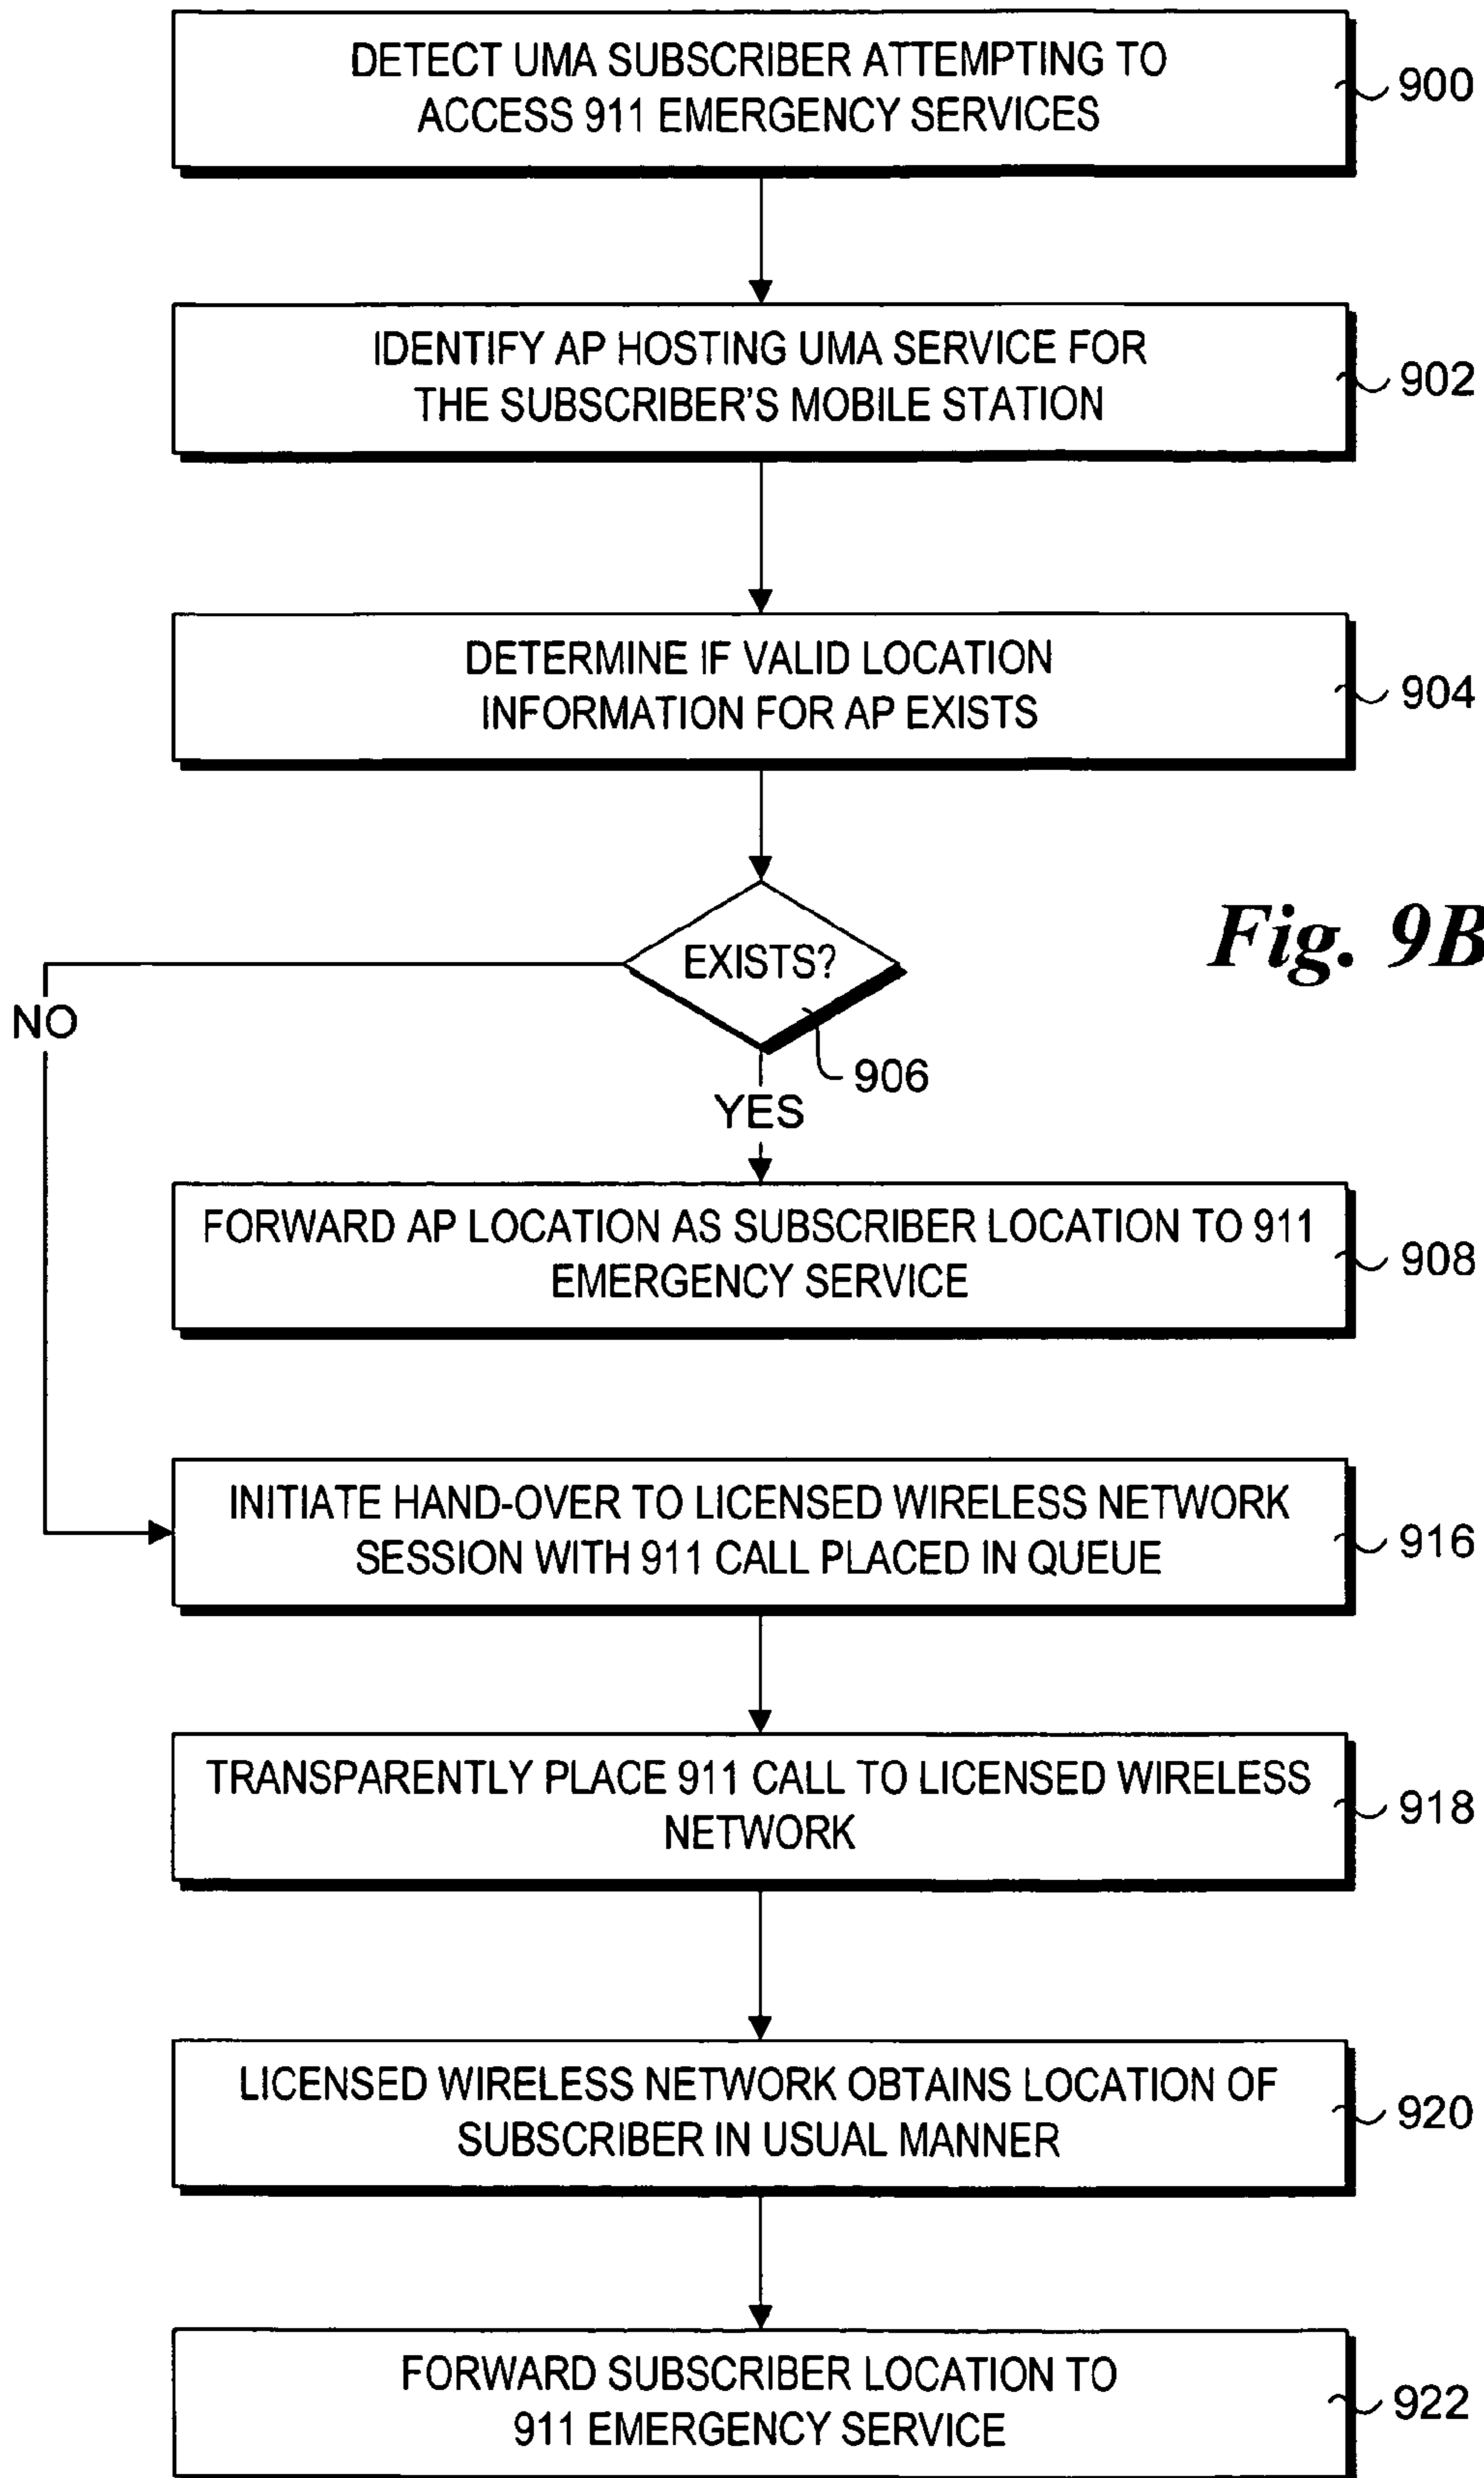 DETECT UMA SUBSCRIBER ATTEMPTING TO
ACCESS 911 EMERGENCY SERVICES
900
IDENTIFY AP HOSTING UMA SERVICE FOR
THE SUBSCRIBER'S MOBILE STATION
902
DETERMINE IF VALID LOCATION
INFORMATION FOR AP EXISTS
904
EXISTS?
Fig. 9B
NO
906
YES
FORWARD AP LOCATION AS SUBSCRIBER LOCATION TO 911
EMERGENCY SERVICE
908
INITIATE HAND-OVER TO LICENSED WIRELESS NETWORK
SESSION WITH 911 CALL PLACED IN QUEUE
916
TRANSPARENTLY PLACE 911 CALL TO LICENSED WIRELESS
NETWORK
918
LICENSED WIRELESS NETWORK OBTAINS LOCATION OF
SUBSCRIBER IN USUAL MANNER
920
FORWARD SUBSCRIBER LOCATION TO
911 EMERGENCY SERVICE
922